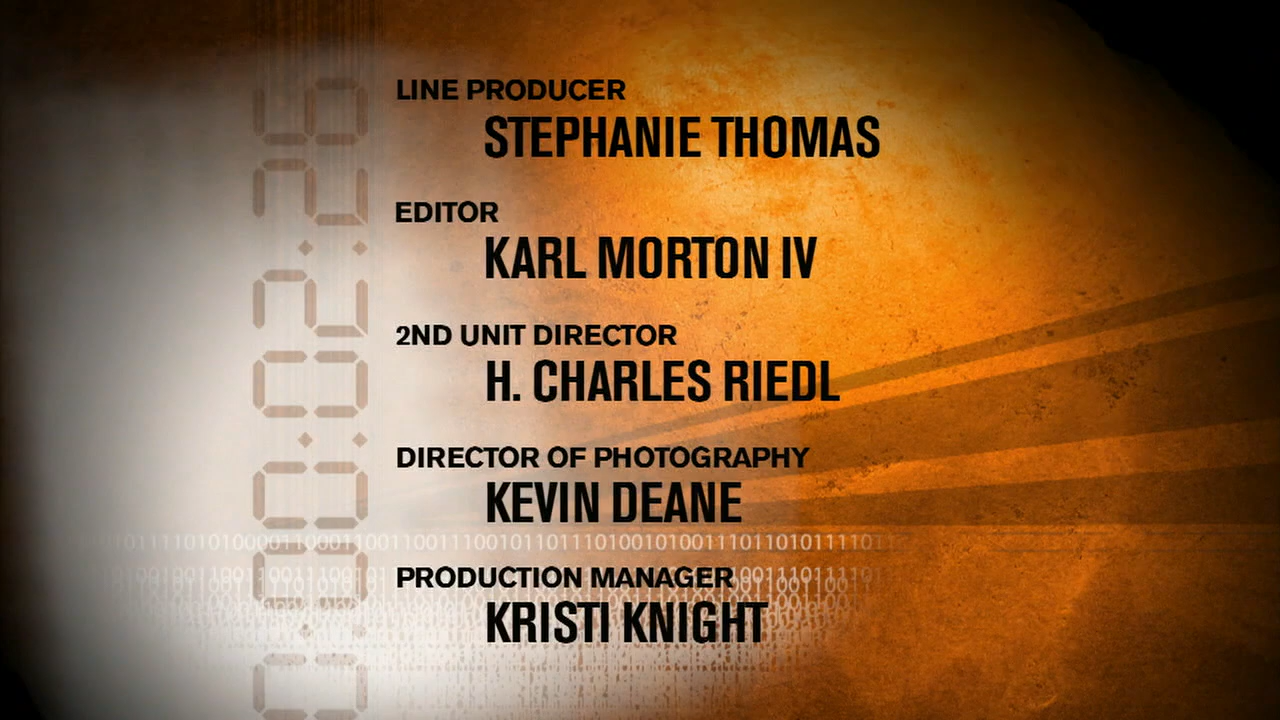 LINE PRODUCER
STEPHANIE THOMAS
EDITOR
KARL MORTON IV
2ND UNIT DIRECTOR
H. CHARLES RIEDL
DIRECTOR OF PHOTOGRAPHY
KEVIN DEANE
PRODUCTION MANAGER
KRISTI KNIGHT